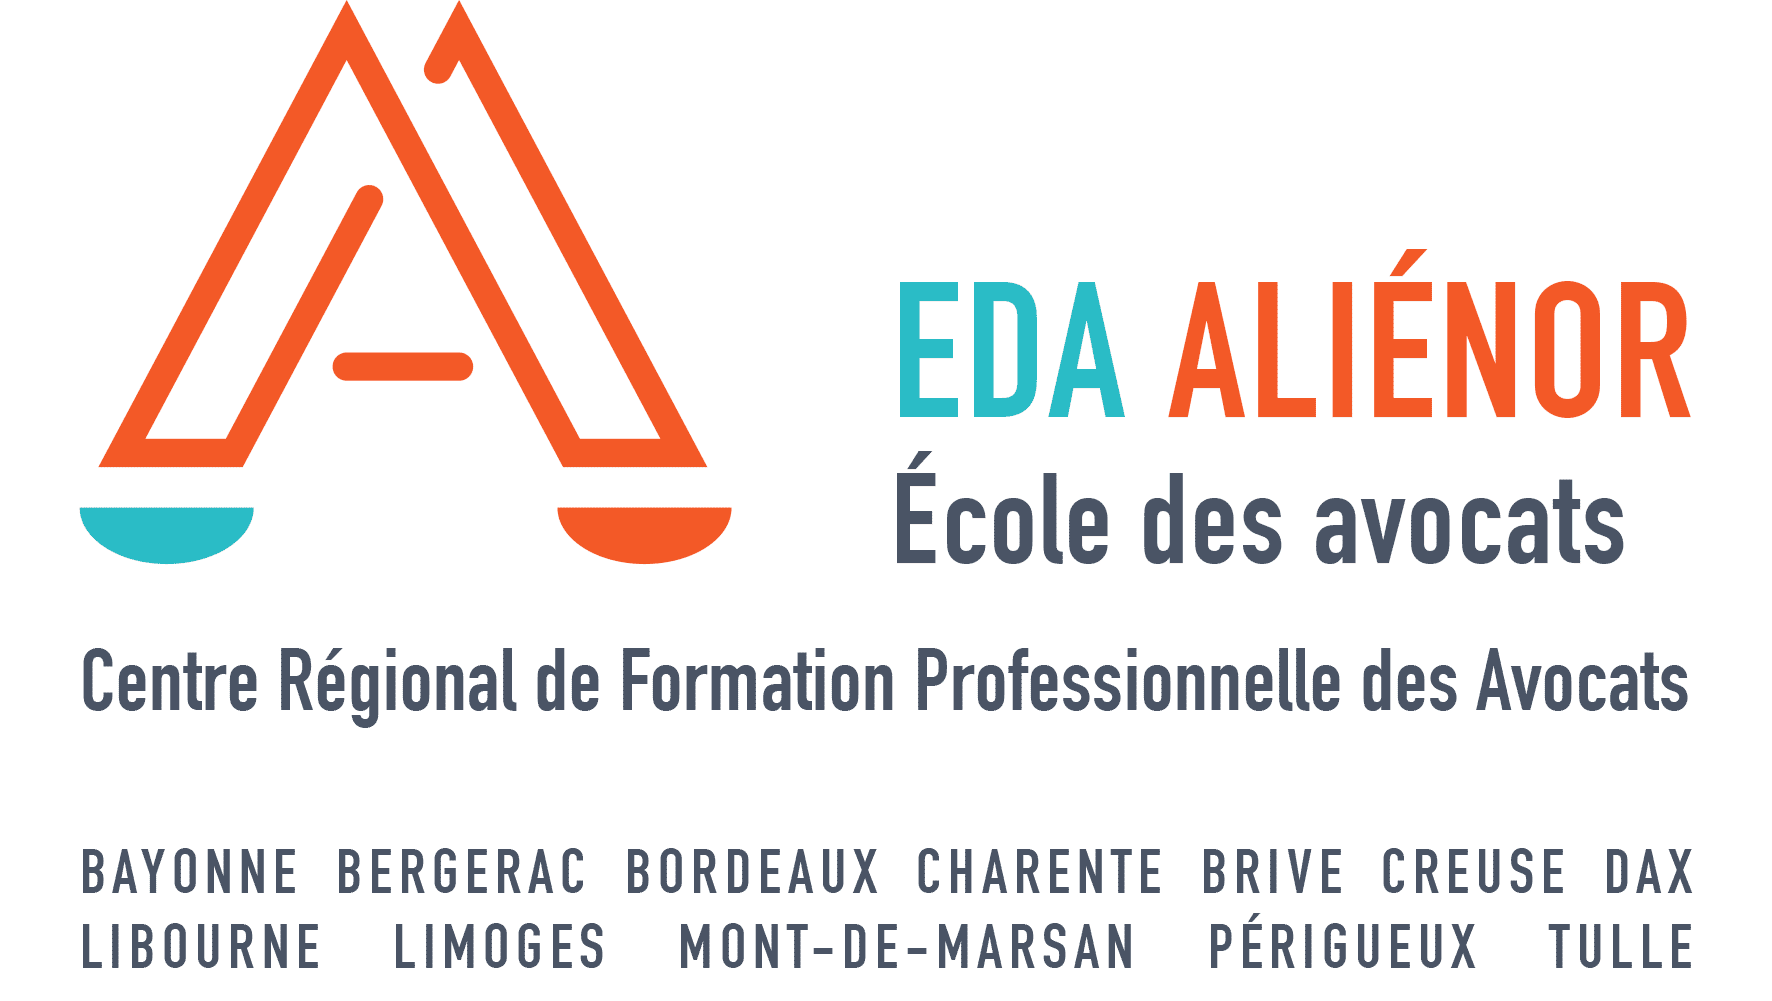 EDA ALIÉNOR
École des avocats
Centre Régional de Formation Professionnelle des Avocats
BAYONNE BERGERAC BORDEAUX CHARENTE BRIVE CREUSE DAX
LIBOURNE LIMOGES MONT-DE-MARSAN PÉRIGUEUX TULLE